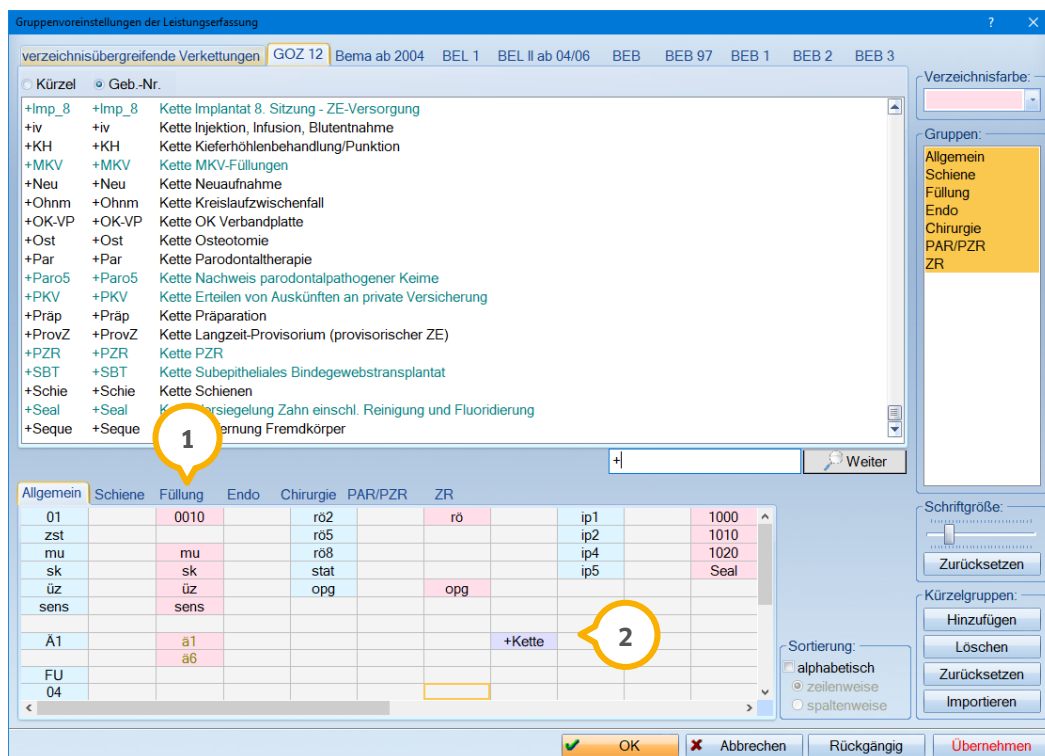 Gruppenvoreinstellungen der Leistungserfassung ? ✕
verzeichnisübergreifende Verkettungen GOZ 12 Bema ab 2004 BEL 1 BEL II ab 04/06 BEB BEB 97 BEB 1 BEB 2 BEB 3
Kürzel Geb.-Nr.
+Imp_8 +Imp_8 Kette Implantat 8. Sitzung - ZE-Versorgung
+iv +iv Kette Injektion, Infusion, Blutentnahme
+KH +KH Kette Kieferhöhlenbehandlung/Punktion
+MKV +MKV Kette MKV-Füllungen
+Neu +Neu Kette Neuaufnahme
+Ohnm +Ohnm Kette Kreislaufzwischenfall
+OK-VP +OK-VP Kette OK Verbandplatte
+Ost +Ost Kette Osteotomie
+Par +Par Kette Parodontaltherapie
+Paro5 +Paro5 Kette Nachweis parodontalpathogener Keime
+PKV +PKV Kette Erteilen von Auskünften an private Versicherung
+Präp +Präp Kette Präparation
+ProvZ +ProvZ Kette Langzeit-Provisorium (provisorischer ZE)
+PZR +PZR Kette PZR
+SBT +SBT Kette Subepitheliales Bindegewebstransplantat
+Schie +Schie Kette Schienen
+Seal +Seal Zahn einschl. Reinigung und Fluoridierung
+Seque +Seque Fremdkörper
1
+ Weiter
Allgemein Schiene Füllung Endo Chirurgie PAR/PZR ZR
01 0010 rö2 rö ip1 1000
zst rö5 ip2 1010
mu mu rö8 ip4 1020
sk sk stat ip5 Seal
üz üz opg opg
sens sens
Ä1 ä1 +Kette
2
ä6
FU
04
Verzeichnisfarbe:
Gruppen:
Allgemein
Schiene
Füllung
Endo
Chirurgie
PAR/PZR
ZR
Schriftgröße:
Zurücksetzen
Kürzelgruppen:
Hinzufügen
Löschen
Zurücksetzen
Importieren
Sortierung:
alphabetisch
zeilenweise
spaltenweise
OK Abbrechen Rückgängig Übernehmen